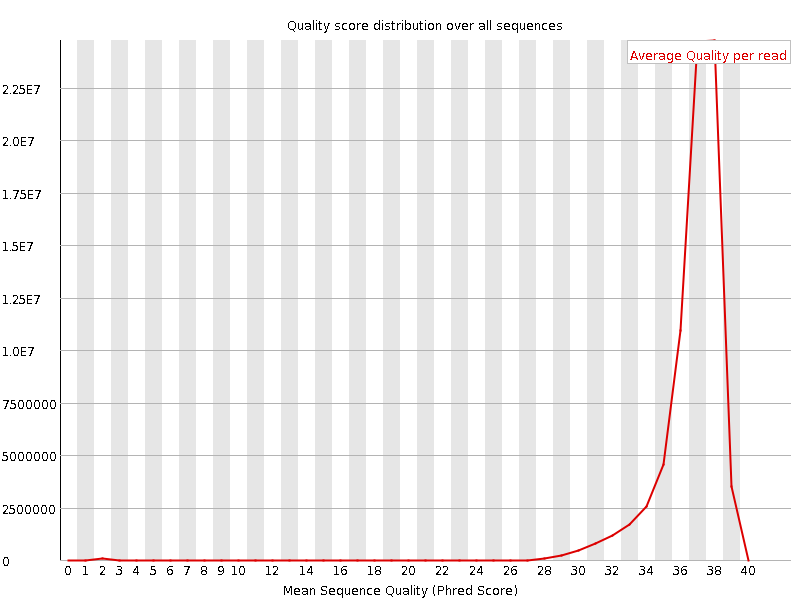 Quality score distribution over all sequences
Average Quality per read
2.25E7
2.0E7
1.75E7
1.5E7
1.25E7
1.0E7
7500000
5000000
2500000
0
0 1 2 3 4 5 6 7 8 9 10 12 14 16 18 20 22 24 26 28 30 32 34 36 38 40
Mean Sequence Quality (Phred Score)